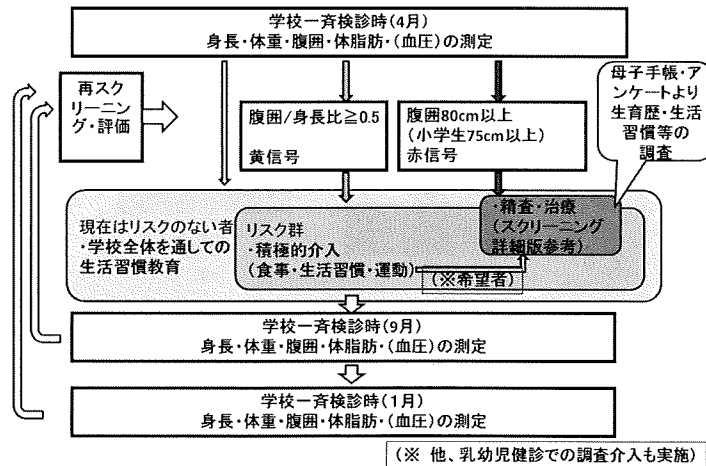 学校一斉検診時(4月)
身長・体重・腹囲・体脂肪・(血圧)の測定
再スク
リーニン
グ・評価
腹囲/身長比≧0.5
黄信号
腹囲80cm以上
(小学生75cm以上)
赤信号
母子手帳・ア
ンケートより
生育歴・生活
習慣等の
調査
現在はリスクのない者
・学校全体を通しての
生活習慣教育
リスク群
・積極的介入
(食事・生活習慣・運動)
・精査・治療
(スクリーニング
詳細版参考)
(※希望者)
学校一斉検診時(9月)
身長・体重・腹囲・体脂肪・(血圧)の測定
学校一斉検診時(1月)
身長・体重・腹囲・体脂肪・(血圧)の測定
(※ 他、乳幼児健診での調査介入も実施)